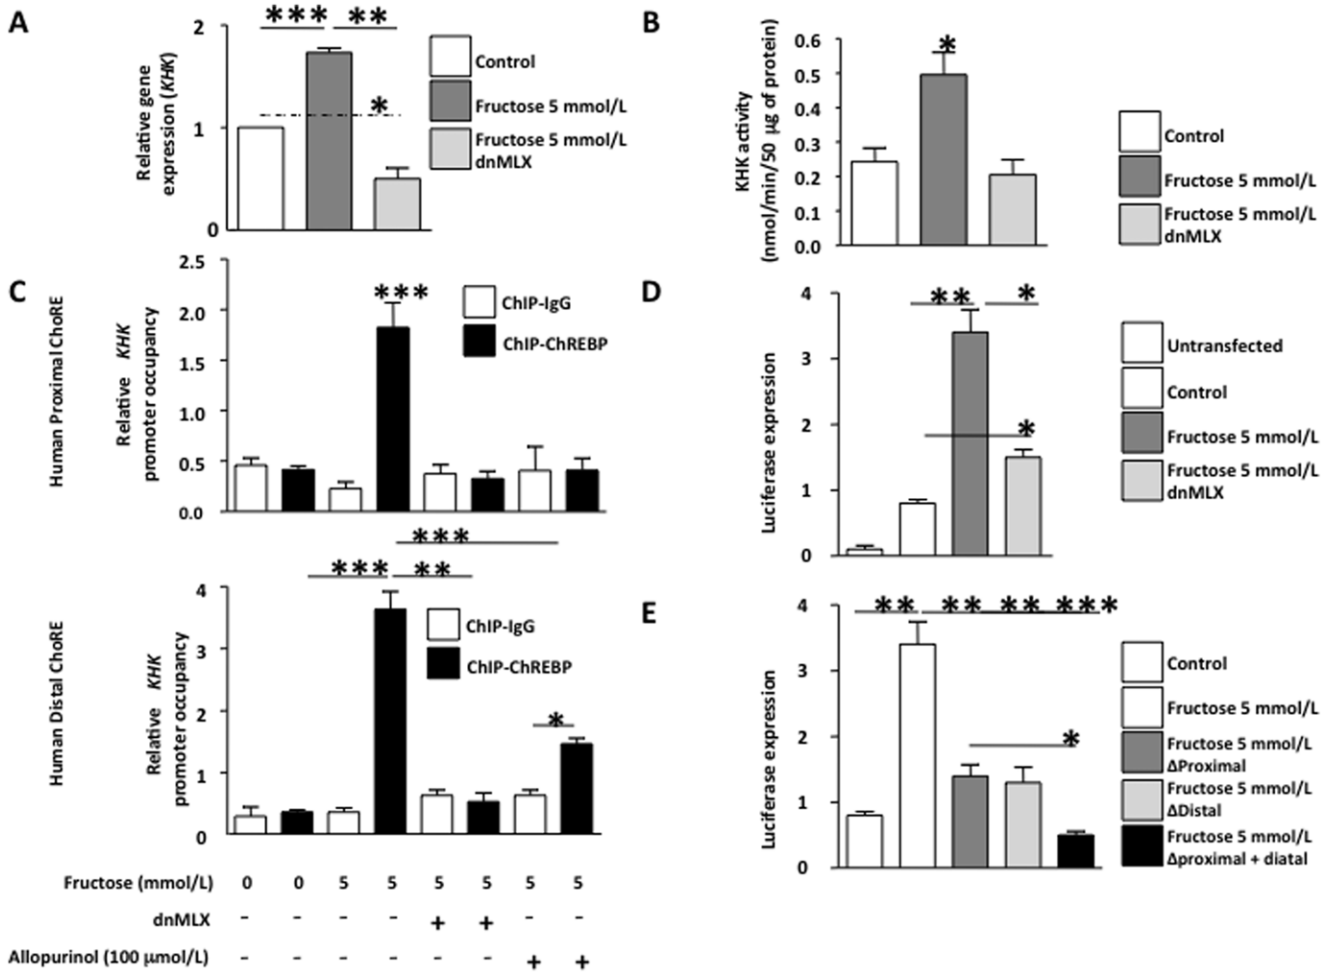 A
Relative gene
expression (KHK)
2
1
0
***
**
*
Control
Fructose 5 mmol/L
Fructose 5 mmol/L
dnMLX
B
KHK activity
(nmol/min/50 µg of protein)
0.6
0.5
0.4
0.3
0.2
0.1
0.0
*
Control
Fructose 5 mmol/L
Fructose 5 mmol/L
dnMLX
C
Human Proximal ChoRE
Relative KHK
promoter occupancy
2.5
2.0
1.5
1.0
0.5
0.0
***
ChIP-IgG
ChIP-ChREBP
Human Distal ChoRE
Relative KHK
promoter occupancy
4
3
2
1
0
***
***
**
*
ChIP-IgG
ChIP-ChREBP
Fructose (mmol/L) 0 0 5 5 5 5 5 5
dnMLX - - - - + + - -
Allopurinol (100 µmol/L) - - - - - - + +
D
Luciferase expression
4
3
2
1
0
**
*
*
Untransfected
Control
Fructose 5 mmol/L
Fructose 5 mmol/L
dnMLX
E
Luciferase expression
4
3
2
1
0
** ** ** ***
*
Control
Fructose 5 mmol/L
Fructose 5 mmol/L
ΔProximal
Fructose 5 mmol/L
ΔDistal
Fructose 5 mmol/L
Δproximal + diatal